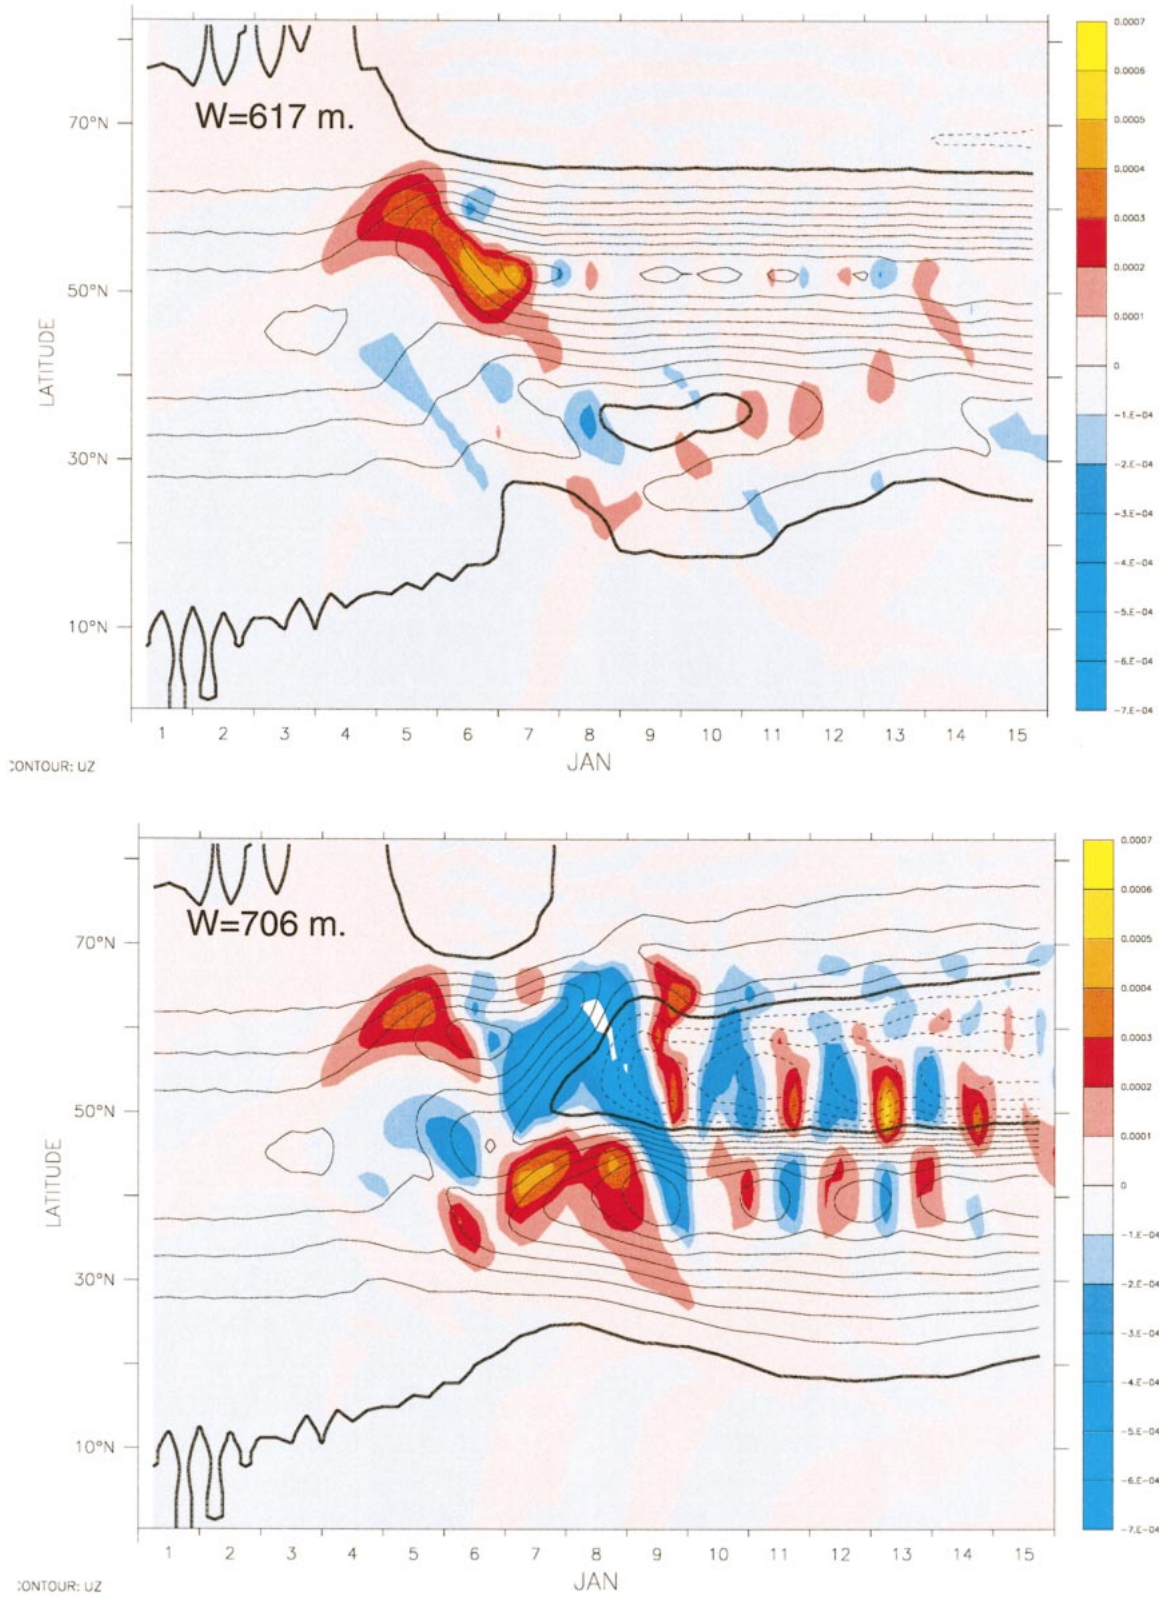 W=617 m.
70°N
50°N
30°N
10°N
LATITUDE
1 2 3 4 5 6 7 8 9 10 11 12 13 14 15
JAN
CONTOUR: UZ
0.0007
0.0006
0.0005
0.0004
0.0003
0.0002
0.0001
0
-1.E-04
-2.E-04
-3.E-04
-4.E-04
-5.E-04
-6.E-04
-7.E-04
W=706 m.
70°N
50°N
30°N
10°N
LATITUDE
1 2 3 4 5 6 7 8 9 10 11 12 13 14 15
JAN
CONTOUR: UZ
0.0007
0.0006
0.0005
0.0004
0.0003
0.0002
0.0001
0
-1.E-04
-2.E-04
-3.E-04
-4.E-04
-5.E-04
-6.E-04
-7.E-04